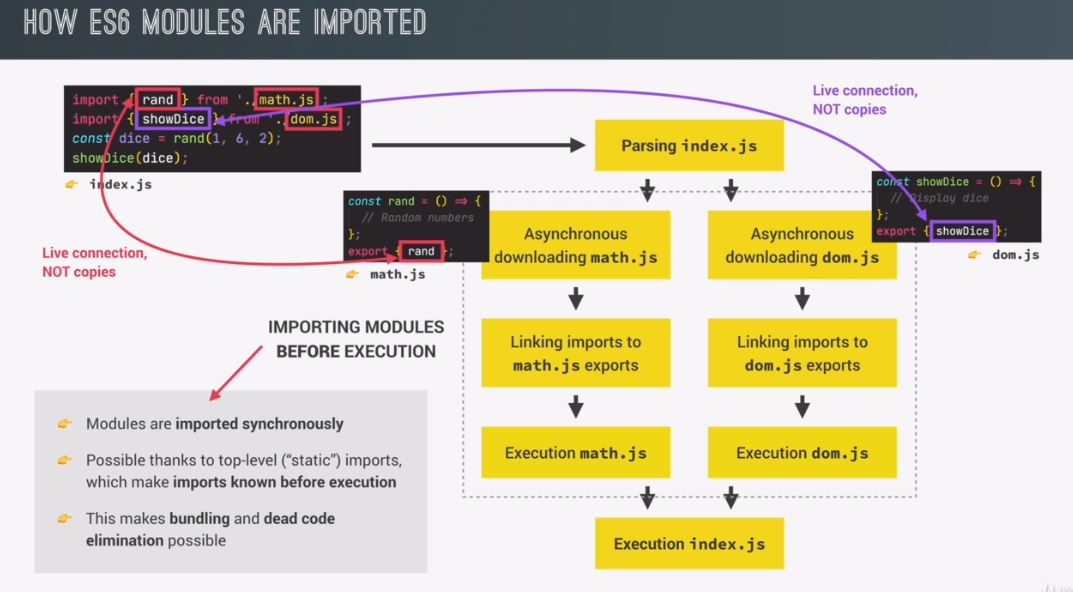 HOW ES6 MODULES ARE IMPORTED
import { rand } from './math.js';
import { showDice } from './dom.js';
const dice = rand(1, 6, 2);
showDice(dice);
👉 index.js
Live connection,
NOT copies
const rand = () => {
// Random numbers
};
export { rand };
👉 math.js
Live connection,
NOT copies
const showDice = () => {
// Display dice
};
export { showDice };
👉 dom.js
Parsing index.js
Asynchronous
downloading math.js
Asynchronous
downloading dom.js
Linking imports to
math.js exports
Linking imports to
dom.js exports
Execution math.js
Execution dom.js
Execution index.js
IMPORTING MODULES
BEFORE EXECUTION
👉 Modules are imported synchronously
👉 Possible thanks to top-level (“static”) imports,
which make imports known before execution
👉 This makes bundling and dead code
elimination possible